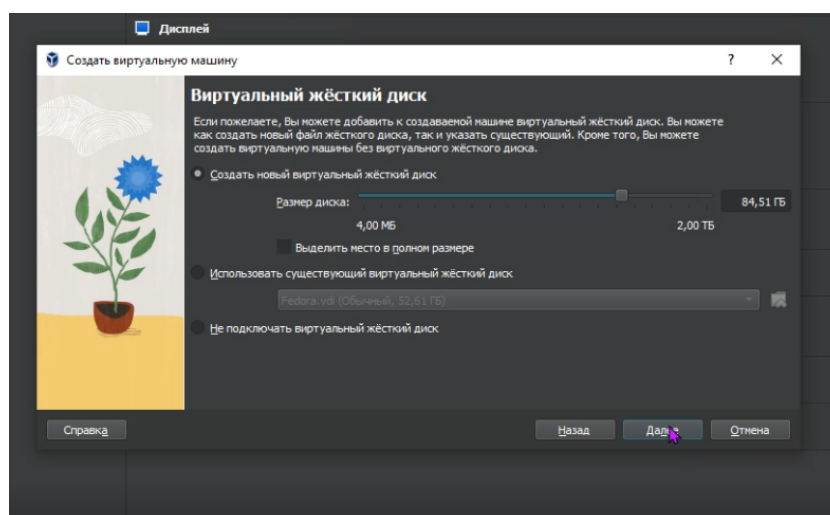 Дисплей
Создать виртуальную машину
?
Виртуальный жёсткий диск
Если пожелаете, Вы можете добавить к создаваемой машине виртуальный жёсткий диск. Вы можете
как создать новый файл жёсткого диска, так и указать существующий. Кроме того, Вы можете
создать виртуальную машины без виртуального жёсткого диска.
Создать новый виртуальный жёсткий диск
Размер диска:
84,51 ГБ
4,00 МБ 2,00 ТБ
Выделить место в полном размере
Использовать существующий виртуальный жёсткий диск
Fedora.vdi (Обычный, 52,61 ГБ)
Не подключать виртуальный жёсткий диск
Справка Назад Далее Отмена